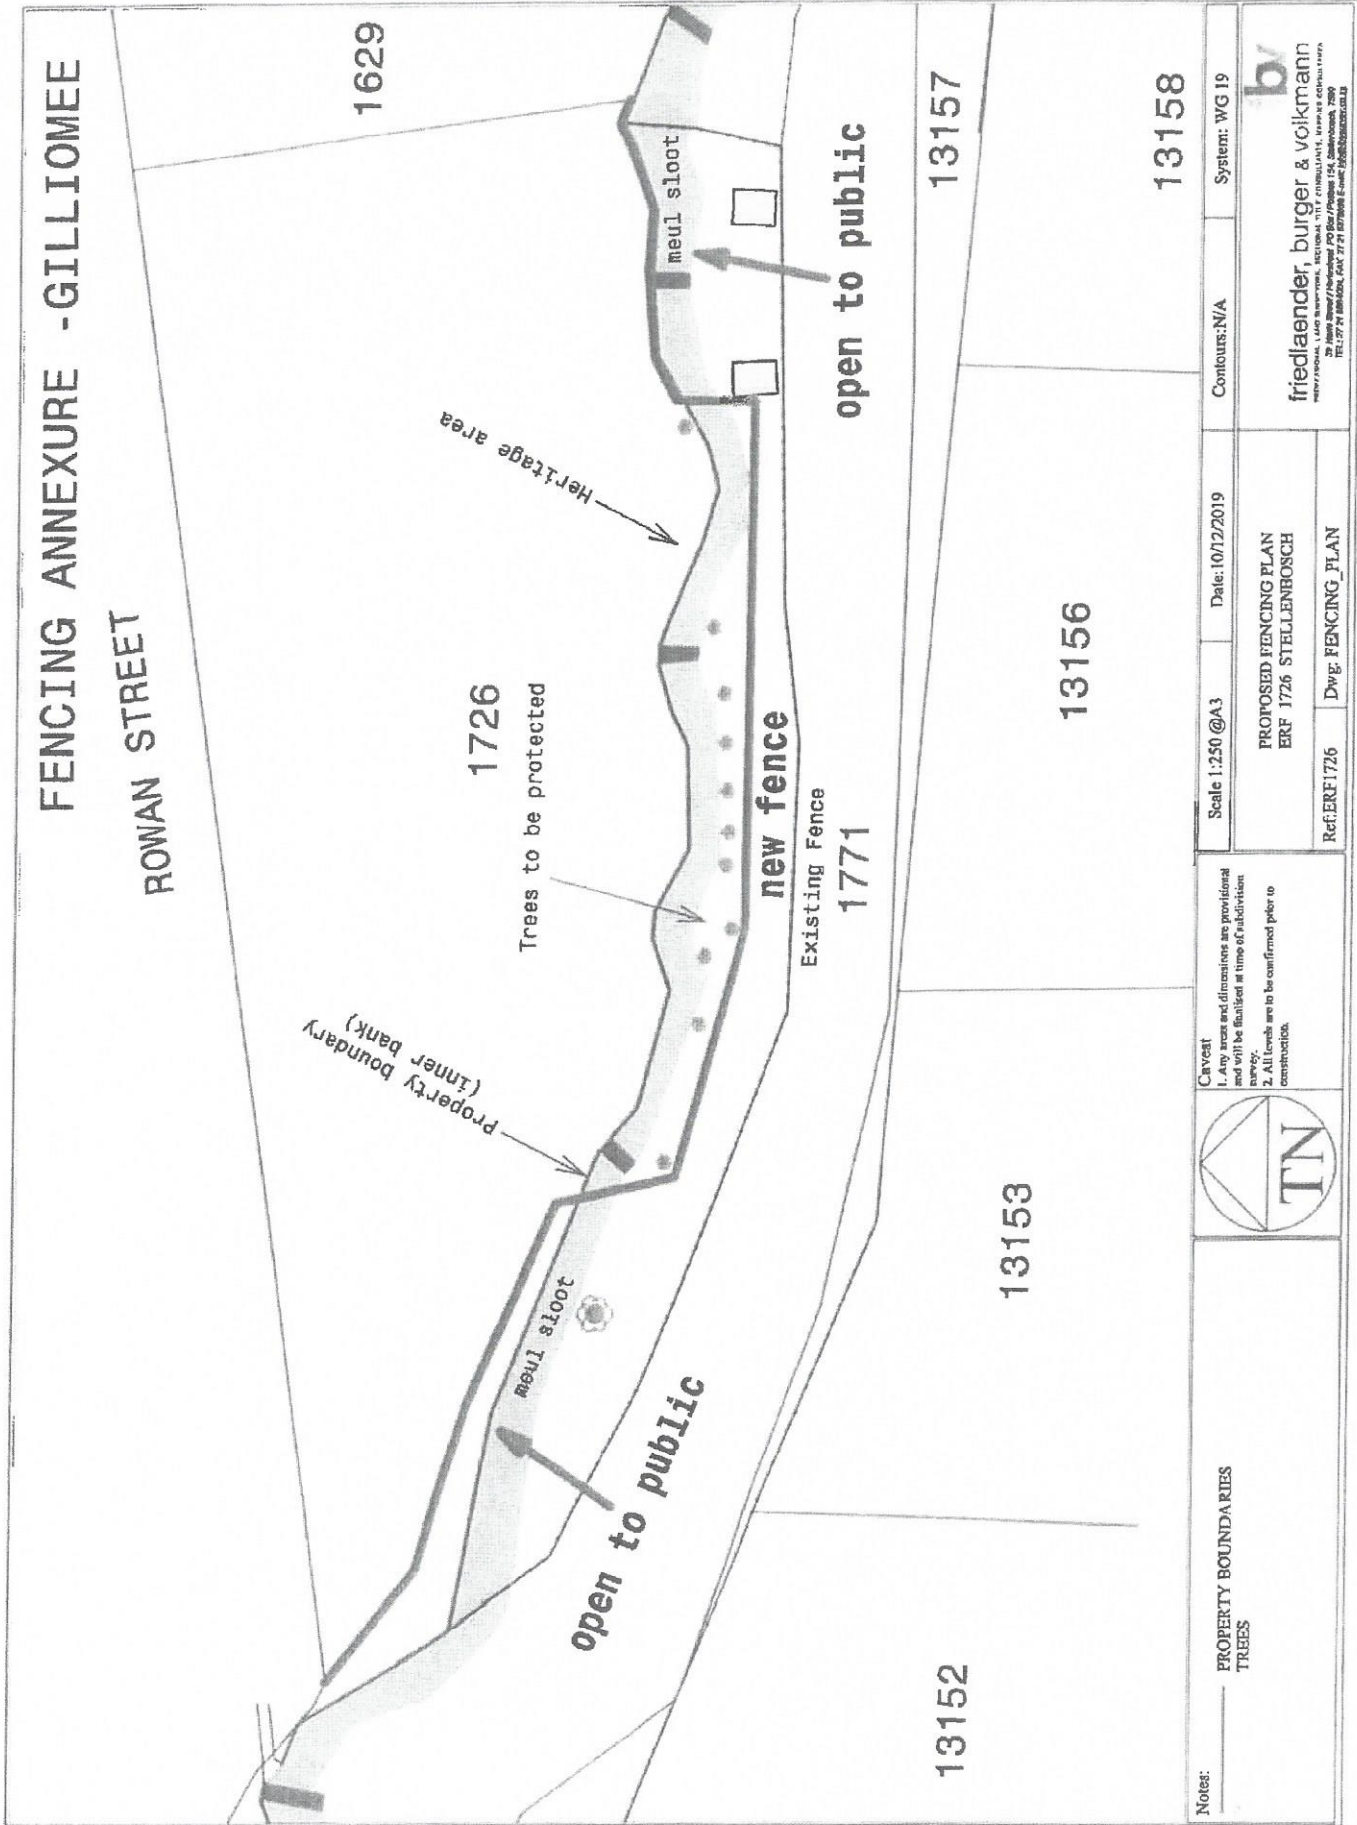 FENCING ANNEXURE -GILLIOMEE
ROWAN STREET
1629
1726
Trees to be protected
Heritage area
Property boundary
(inner bank)
meul sloot
meul sloot
open to public
open to public
new fence
Existing Fence
1771
13157
13158
13156
13153
13152
Notes:
PROPERTY BOUNDARIES
TREES
TN
Caveat
1. Any areas and dimensions are provisional
and will be finalised at time of subdivision
survey.
2. All levels are to be confirmed prior to
construction.
Scale 1:250 @A3
Date:10/12/2019
Contours:N/A
System: WG 19
PROPOSED FENCING PLAN
ERF 1726 STELLENBOSCH
Ref:ERF1726
Dwg: FENCING_PLAN
bv
friedlaender, burger & volkmann